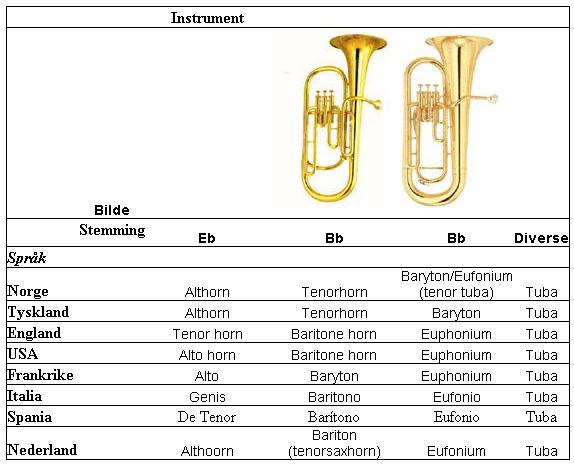 Instrument
Bilde
Stemming Eb Bb Bb Diverse
Språk
Norge Althorn Tenorhorn Baryton/Eufonium (tenor tuba) Tuba
Tyskland Althorn Tenorhorn Baryton Tuba
England Tenor horn Baritone horn Euphonium Tuba
USA Alto horn Baritone horn Euphonium Tuba
Frankrike Alto Baryton Euphonium Tuba
Italia Genis Baritono Eufonio Tuba
Spania De Tenor Barítono Eufonio Tuba
Nederland Althoorn Bariton (tenorsaxhorn) Eufonium Tuba